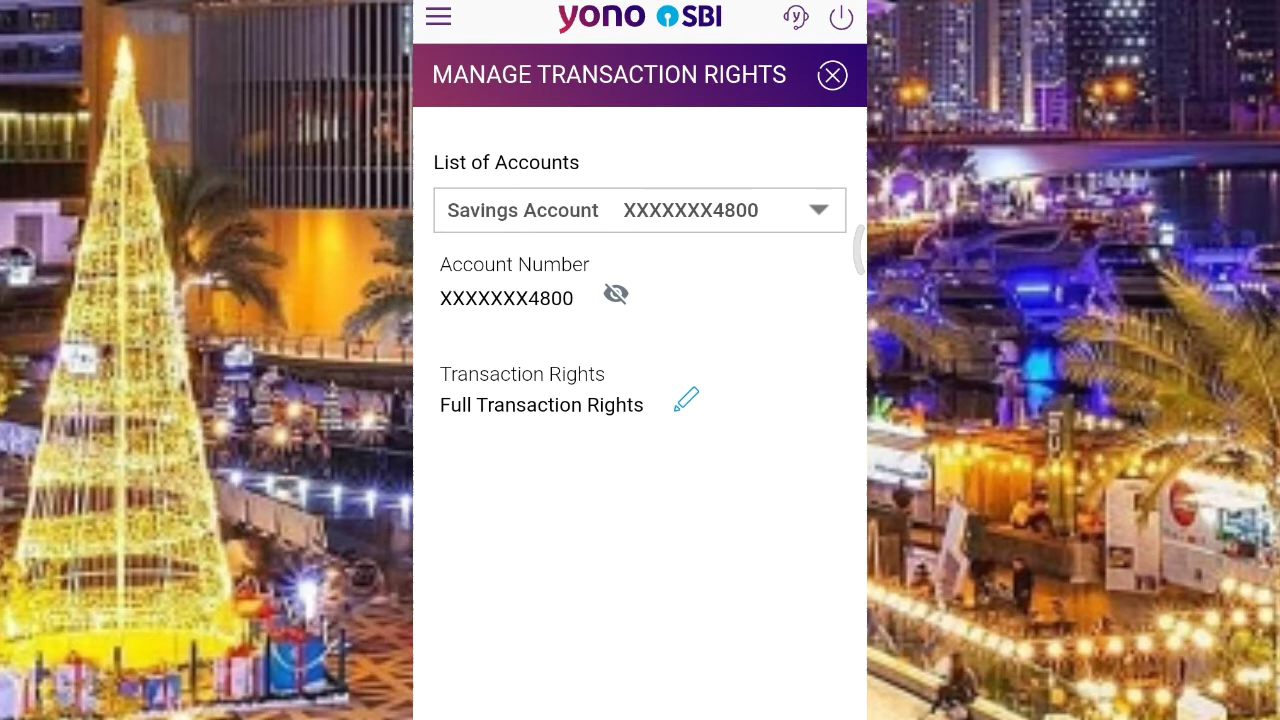 yono SBI
MANAGE TRANSACTION RIGHTS
List of Accounts
Savings Account XXXXXXX4800
Account Number
XXXXXXX4800
Transaction Rights
Full Transaction Rights